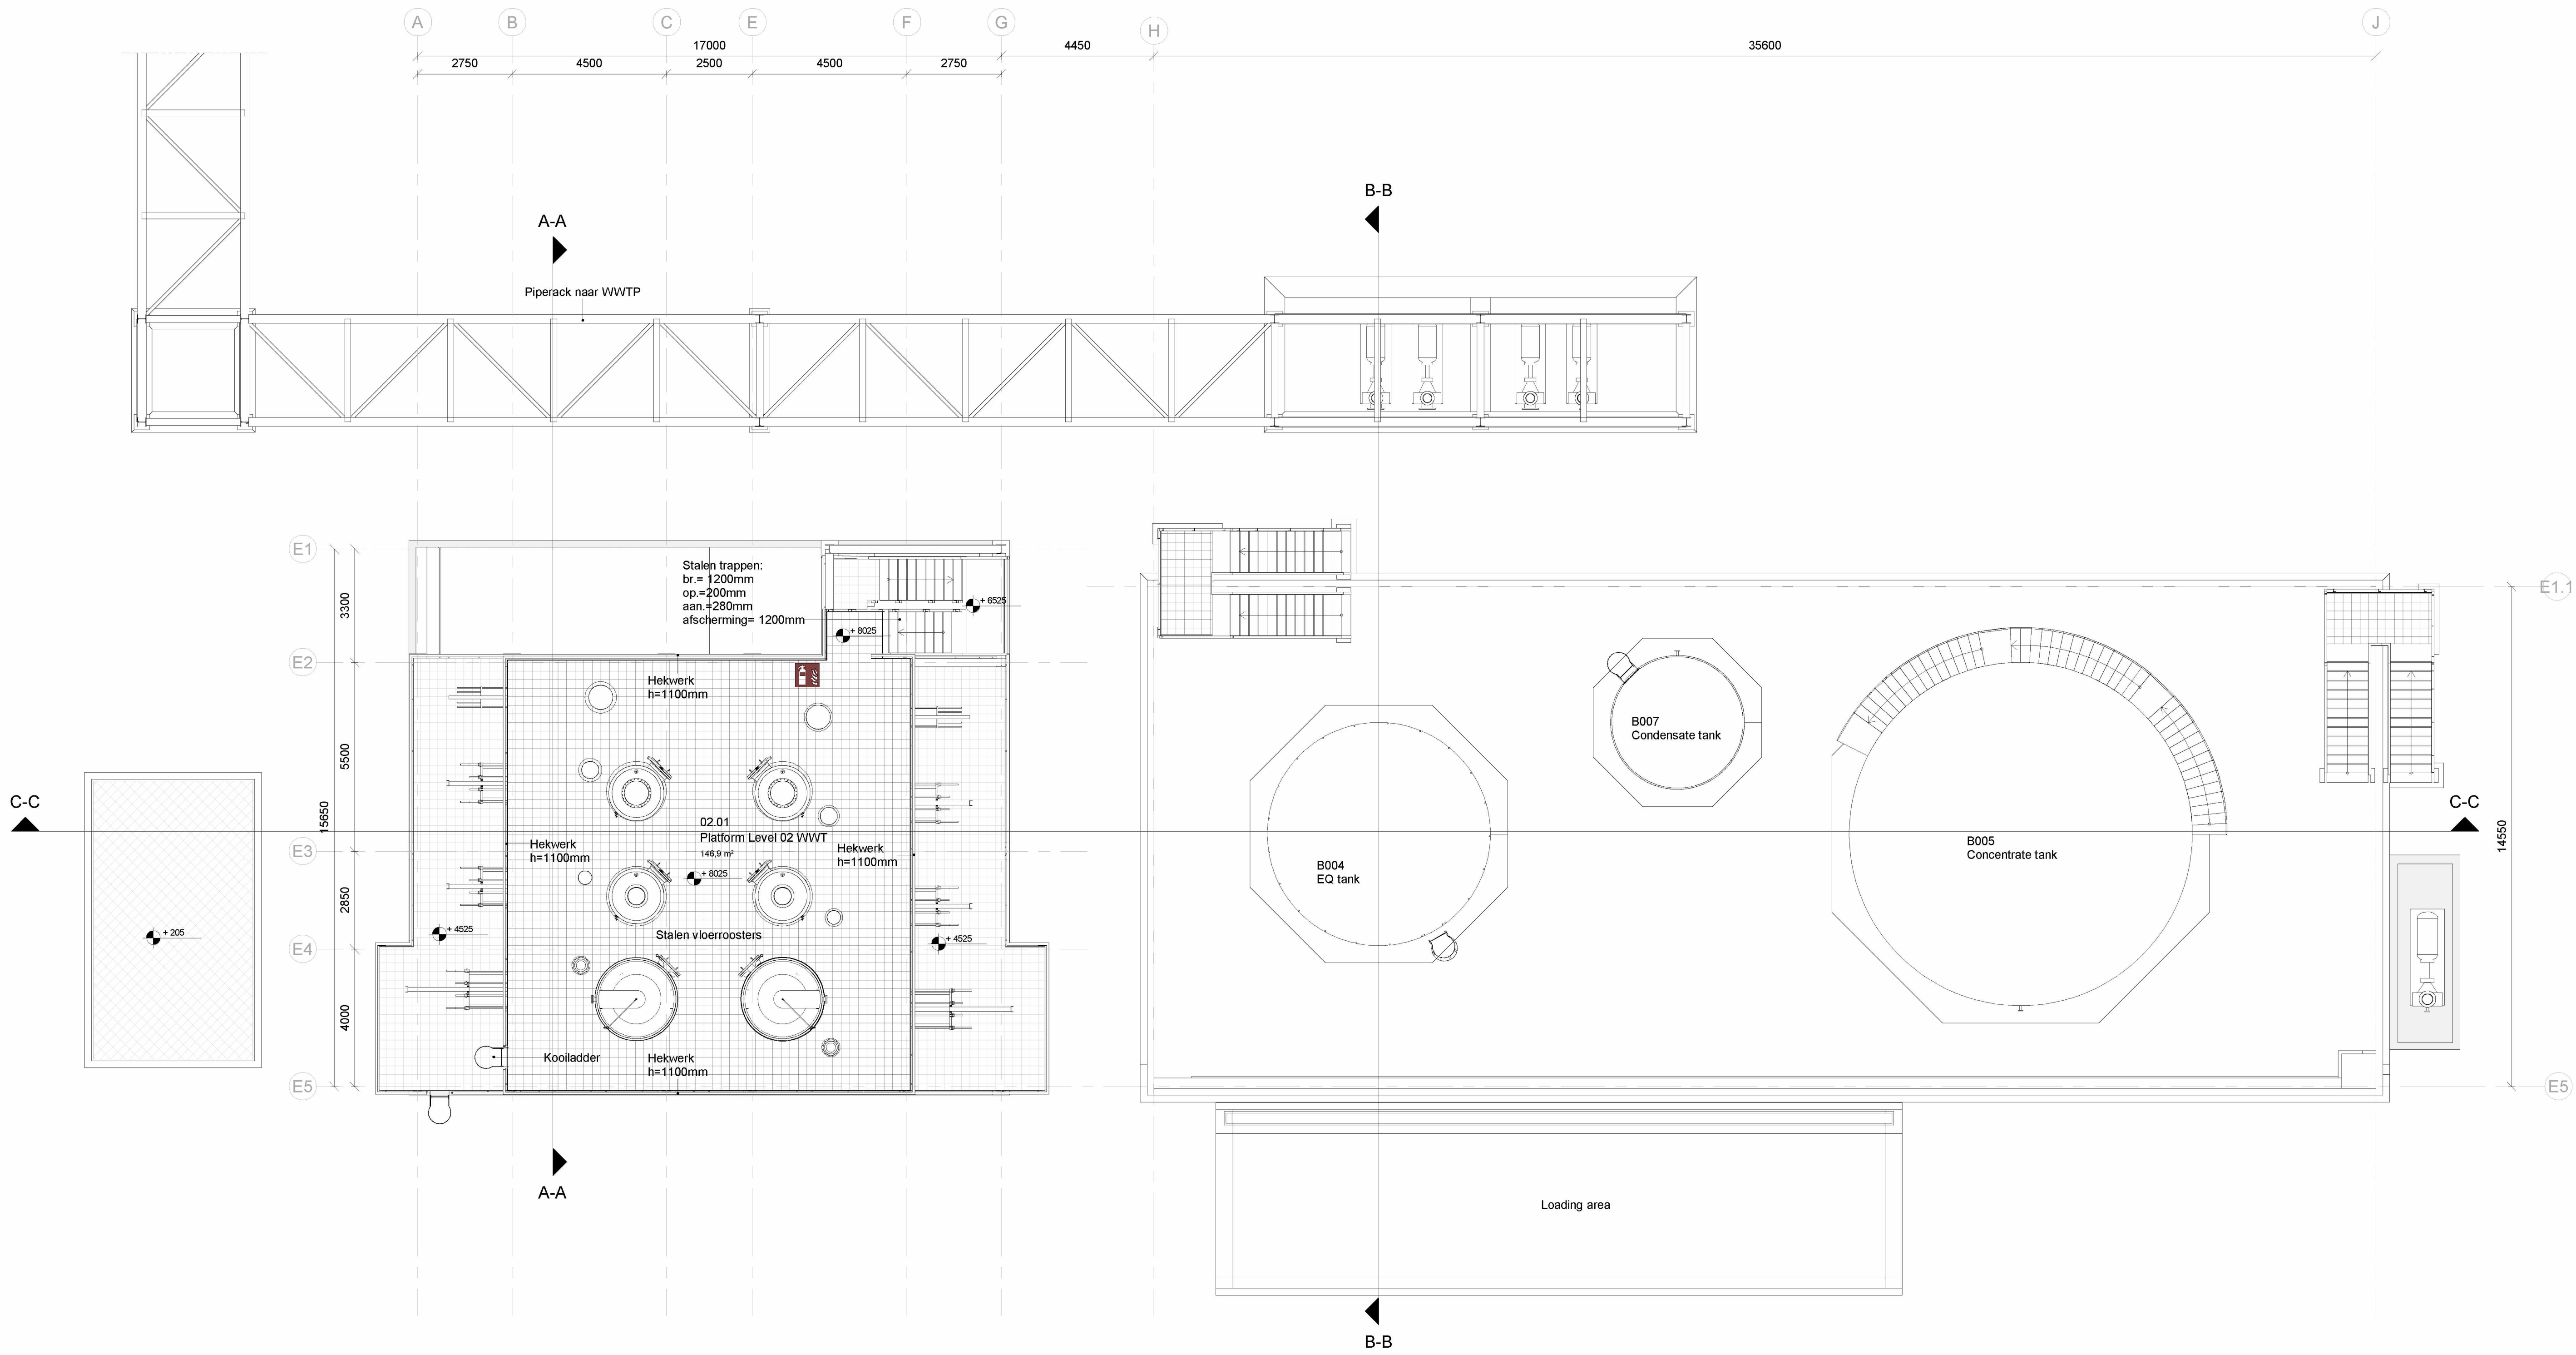 A
B
C
E
F
G
H
J
17000
4450
35600
2750
4500
2500
4500
2750
B-B
A-A
Piperack naar WWTP
E1
Stalen trappen:
br.= 1200mm
op.=200mm
aan.=280mm
afscherming= 1200mm
+ 6525
+ 8025
E1.1
3300
E2
Hekwerk
h=1100mm
B007
Condensate tank
5500
C-C
C-C
15650
14550
02.01
Platform Level 02 WWT
146,9 m²
Hekwerk
h=1100mm
Hekwerk
h=1100mm
E3
B005
Concentrate tank
B004
EQ tank
+ 8025
2850
+ 205
+ 4525
Stalen vloerroosters
+ 4525
E4
4000
Kooiladder
Hekwerk
h=1100mm
E5
E5
A-A
Loading area
B-B